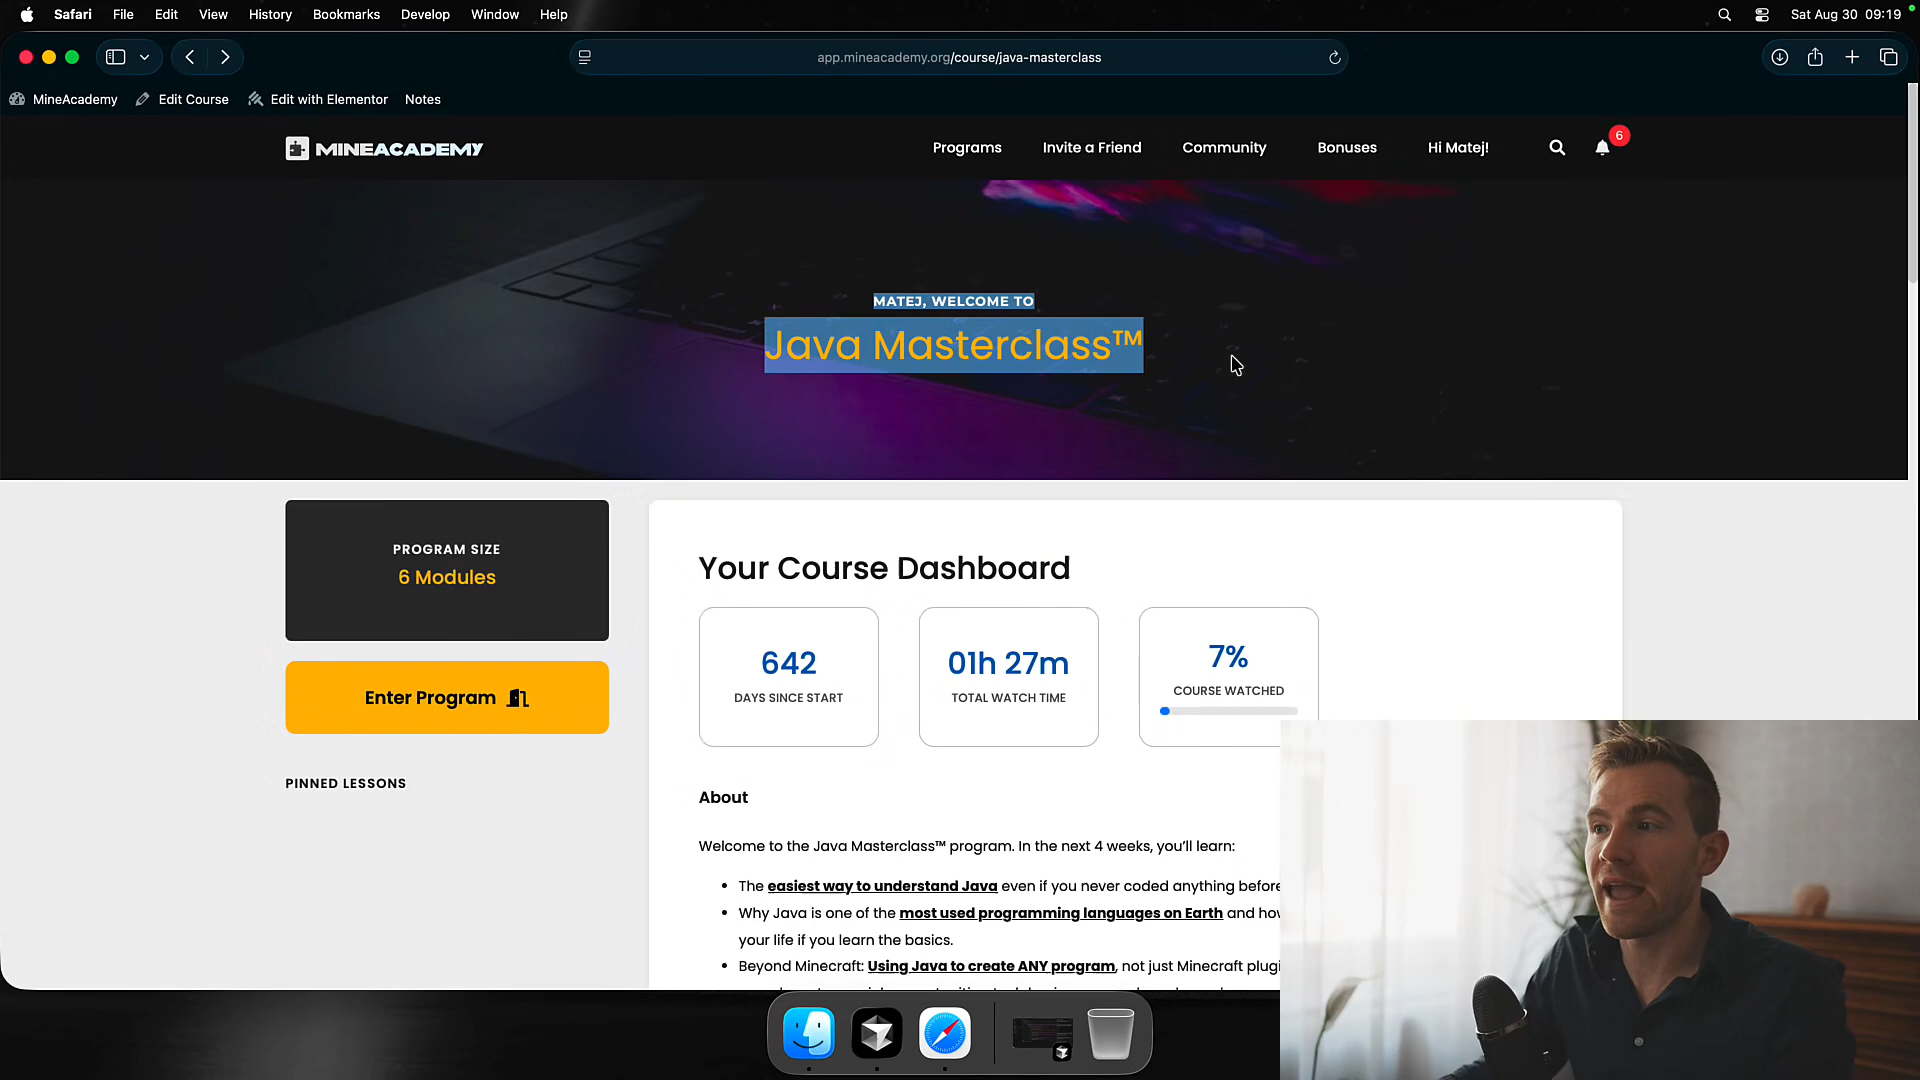 Safari File Edit View History Bookmarks Develop Window Help Sat Aug 30 09:19
app.mineacademy.org/course/java-masterclass
MineAcademy Edit Course Edit with Elementor Notes
MINEACADEMY Programs Invite a Friend Community Bonuses Hi Matej! 6
MATEJ, WELCOME TO
Java Masterclass™
PROGRAM SIZE
6 Modules
Enter Program
PINNED LESSONS
Your Course Dashboard
642
DAYS SINCE START
01h 27m
TOTAL WATCH TIME
7%
COURSE WATCHED
About
Welcome to the Java Masterclass™ program. In the next 4 weeks, you'll learn:
• The easiest way to understand Java even if you never coded anything before
• Why Java is one of the most used programming languages on Earth and how
your life if you learn the basics.
• Beyond Minecraft: Using Java to create ANY program, not just Minecraft plugi